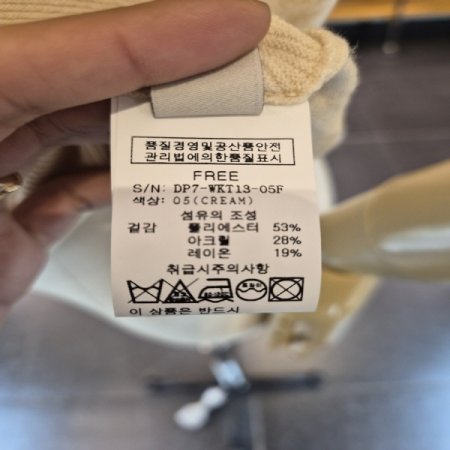 품질경영및공산품안전
관리법에의한품질표시
FREE
S/N: DP7-WKT13-05F
색상: 05(CREAM)
섬유의 조성
겉감 폴리에스터 53%
아크릴 28%
레이온 19%
취급시주의사항
이 상품은 반드시